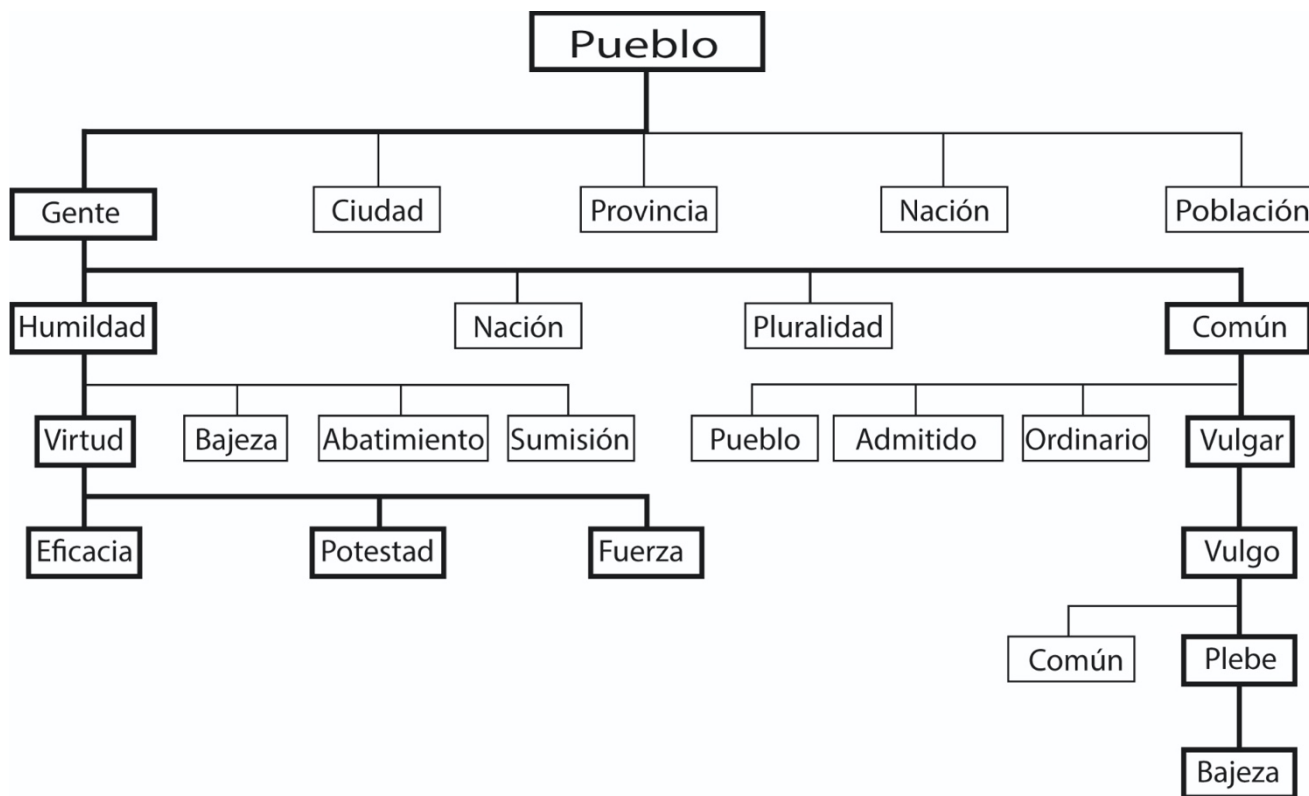 Pueblo
Gente
Ciudad
Provincia
Nación
Población
Humildad
Nación
Pluralidad
Común
Virtud
Bajeza
Abatimiento
Sumisión
Pueblo
Admitido
Ordinario
Vulgar
Eficacia
Potestad
Fuerza
Vulgo
Común
Plebe
Bajeza